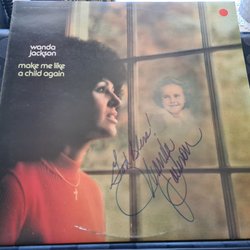 wanda
jackson
make me like
a child again
God Bless!
Wanda
Jackson